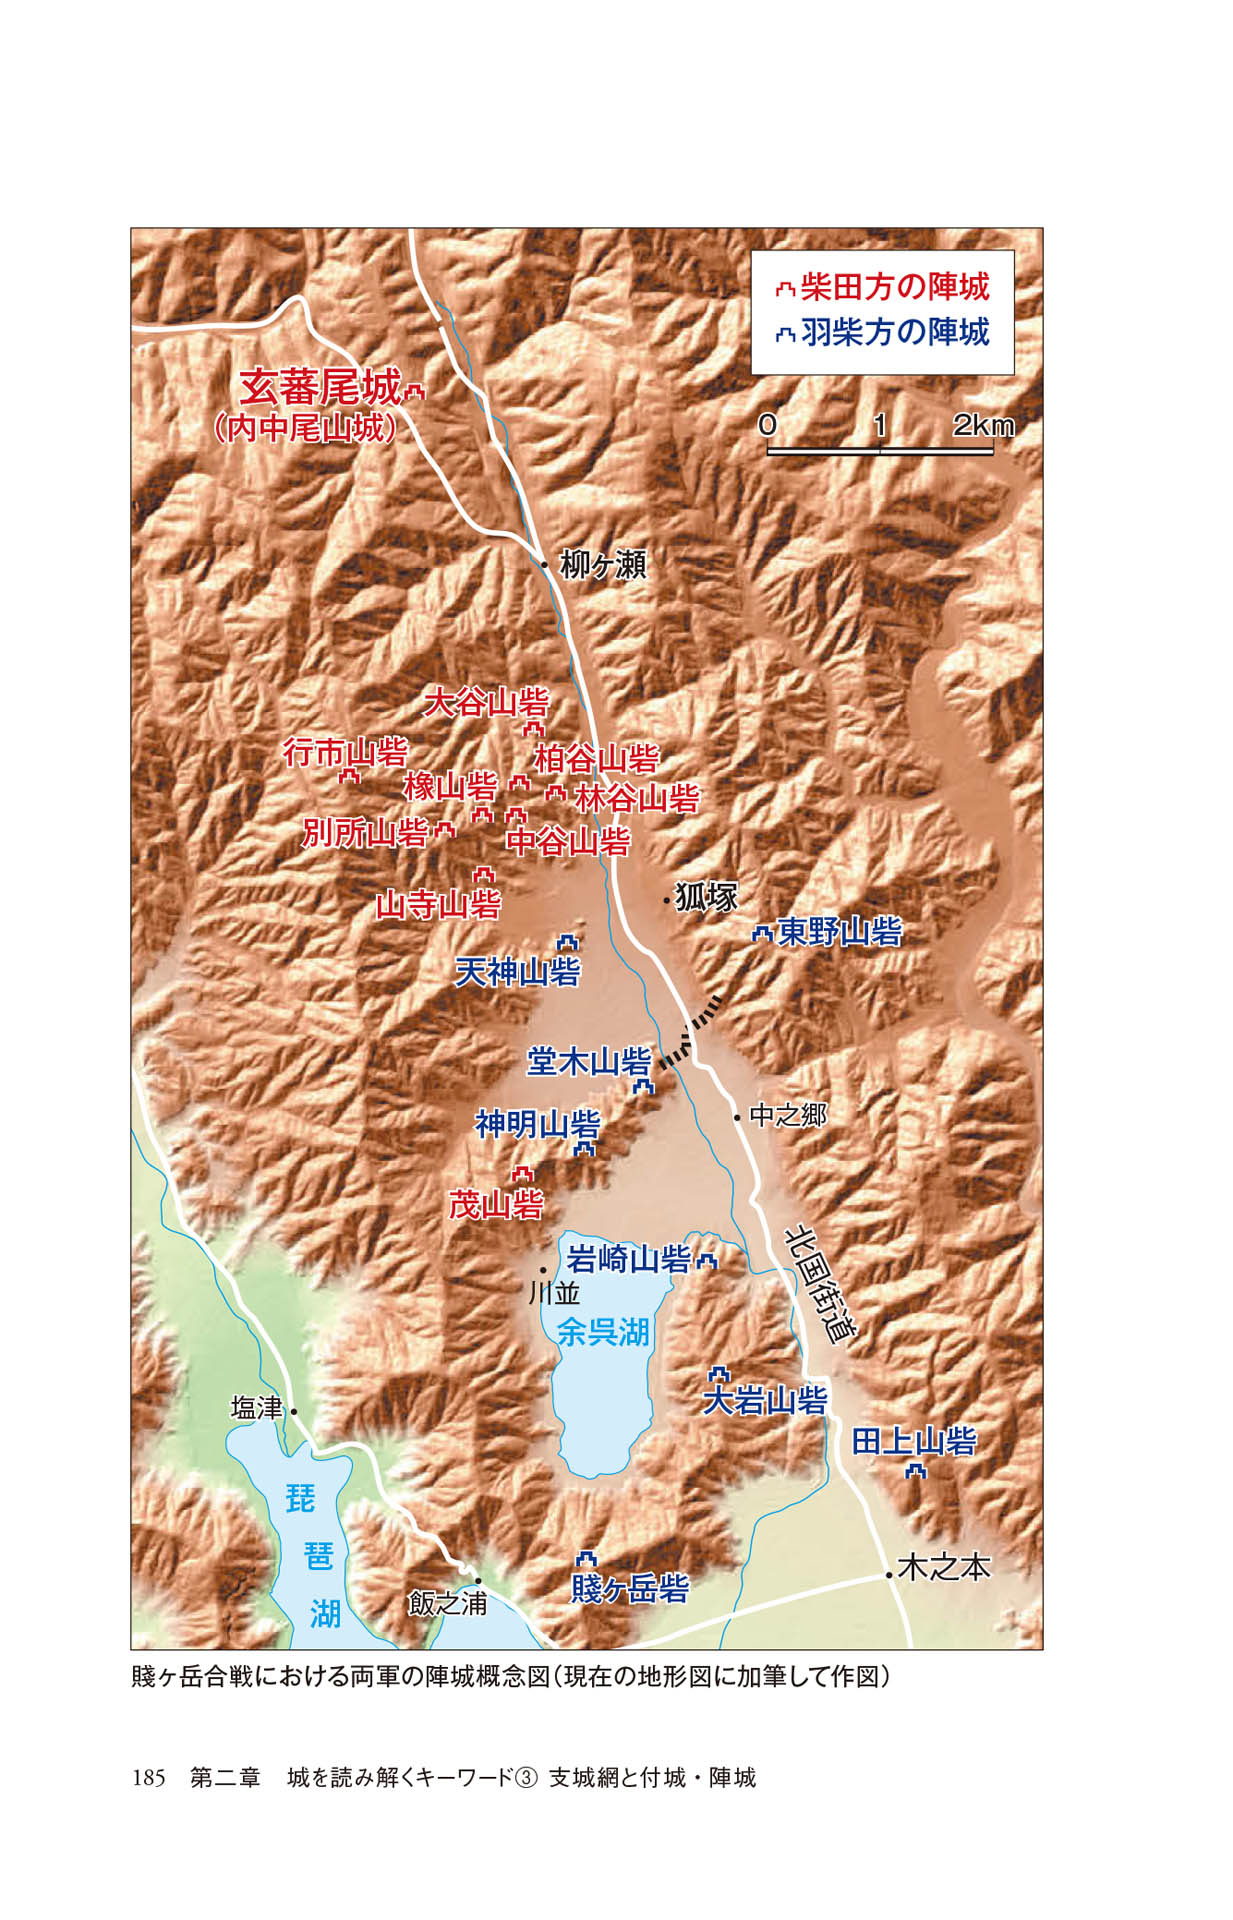 柴田方の陣城
羽柴方の陣城
0 1 2km
玄蕃尾城
（内中尾山城）
柳ヶ瀬
大谷山砦
行市山砦
柏谷山砦
橡山砦
林谷山砦
別所山砦
中谷山砦
山寺山砦
狐塚
東野山砦
天神山砦
堂木山砦
神明山砦
中之郷
茂山砦
北国街道
岩崎山砦
川並
余呉湖
大岩山砦
塩津
田上山砦
琵琶湖
賤ヶ岳砦
木之本
飯之浦
賤ヶ岳合戦における両軍の陣城概念図（現在の地形図に加筆して作図）
185 第二章 城を読み解くキーワード③ 支城網と付城・陣城